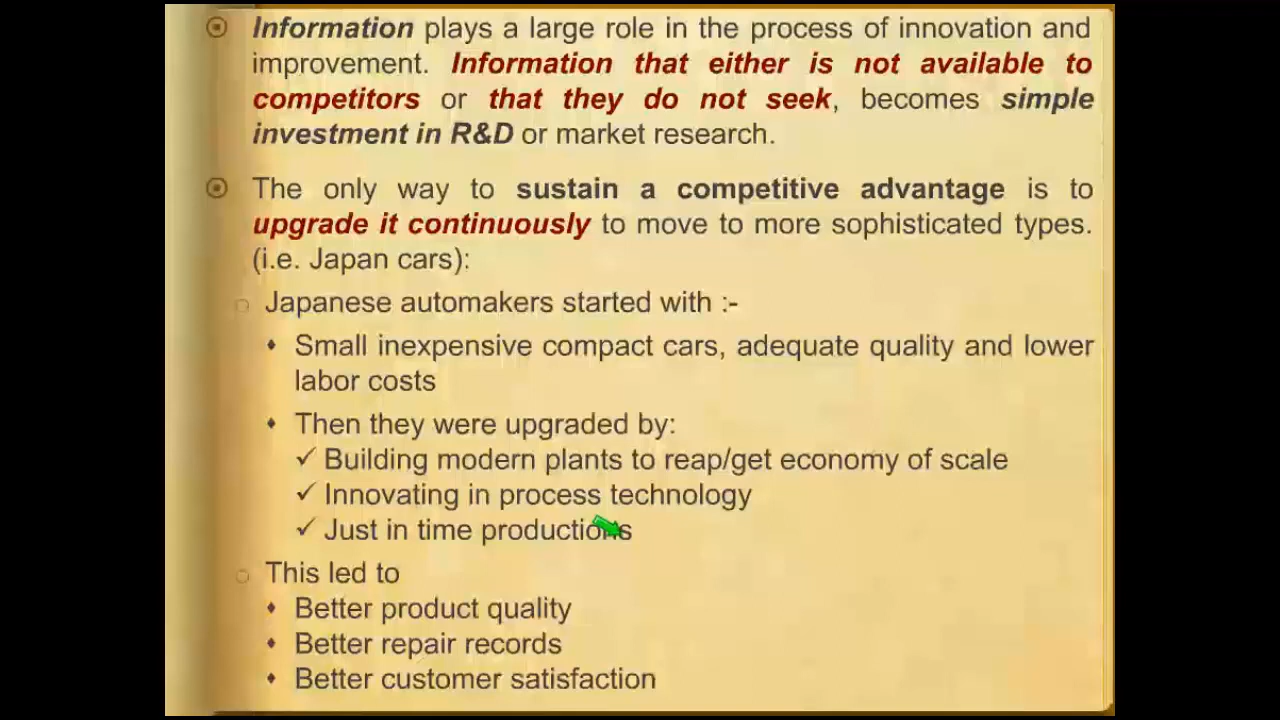 Information plays a large role in the process of innovation and
improvement. Information that either is not available to
competitors or that they do not seek, becomes simple
investment in R&D or market research.
The only way to sustain a competitive advantage is to
upgrade it continuously to move to more sophisticated types.
(i.e. Japan cars):
Japanese automakers started with :-
Small inexpensive compact cars, adequate quality and lower
labor costs
Then they were upgraded by:
Building modern plants to reap/get economy of scale
Innovating in process technology
Just in time productions
This led to
Better product quality
Better repair records
Better customer satisfaction